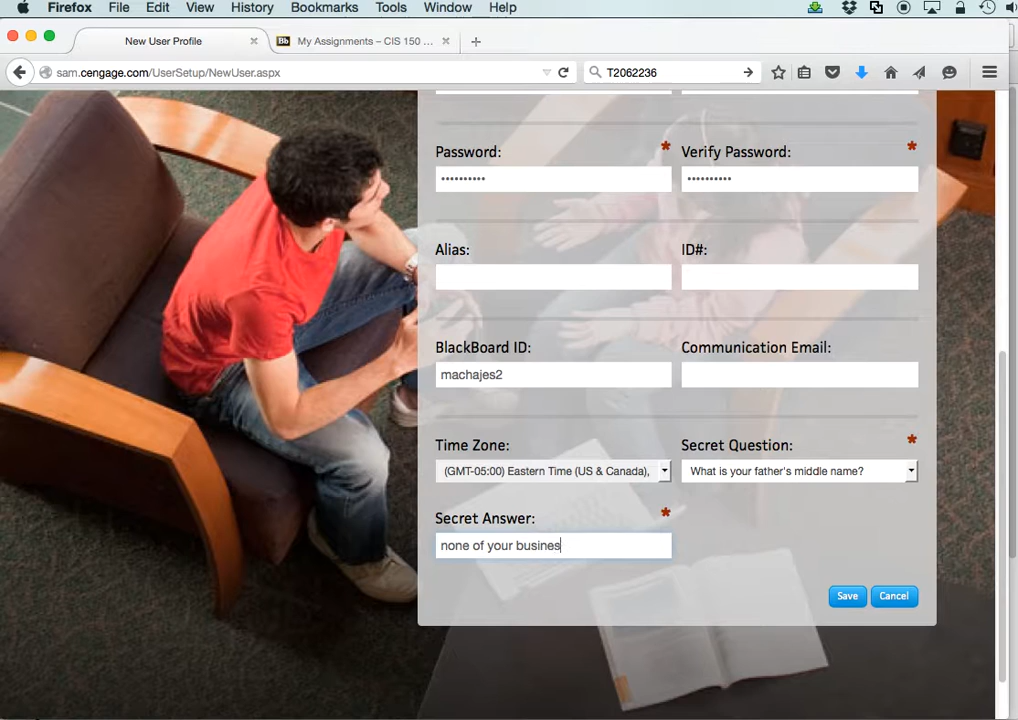 Firefox File Edit View History Bookmarks Tools Window Help
New User Profile × Bb My Assignments – CIS 150 ... × +
sam.cengage.com/UserSetup/NewUser.aspx T2062236
Password: * Verify Password: *
•••••••••• ••••••••••
Alias: ID#:
BlackBoard ID: Communication Email:
machajes2
Time Zone: Secret Question: *
(GMT-05:00) Eastern Time (US & Canada), What is your father's middle name?
Secret Answer: *
none of your busines
Save Cancel